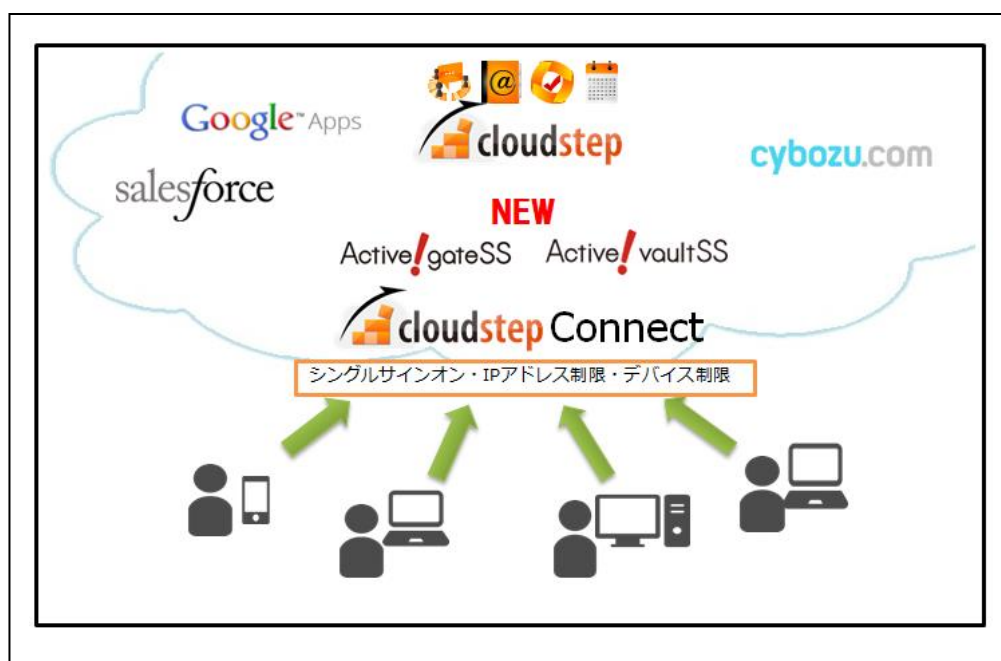 Google™ Apps
cloudstep
cybozu.com
salesforce
NEW
Active!gateSS Active!vaultSS
cloudstep Connect
シングルサインオン・IPアドレス制限・デバイス制限